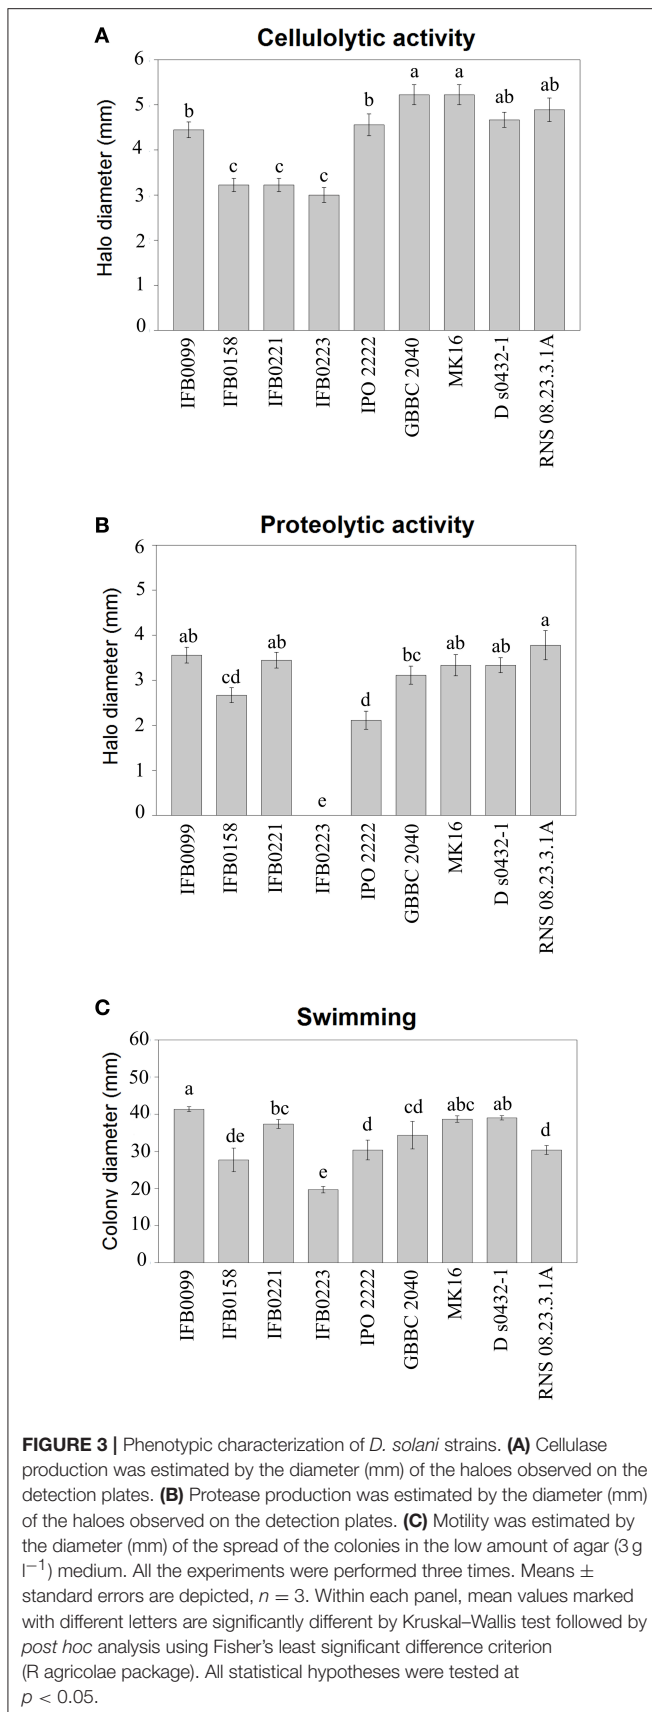 A
Cellulolytic activity
Halo diameter (mm)
6
5
4
3
2
1
0
b
c
c
c
b
a
a
ab
ab
IFB0099
IFB0158
IFB0221
IFB0223
IPO 2222
GBBC 2040
MK16
D s0432-1
RNS 08.23.3.1A
B
Proteolytic activity
Halo diameter (mm)
6
5
4
3
2
1
0
ab
cd
ab
e
d
bc
ab
ab
a
IFB0099
IFB0158
IFB0221
IFB0223
IPO 2222
GBBC 2040
MK16
D s0432-1
RNS 08.23.3.1A
C
Swimming
Colony diameter (mm)
60
50
40
30
20
10
0
a
de
bc
e
d
cd
abc
ab
d
IFB0099
IFB0158
IFB0221
IFB0223
IPO 2222
GBBC 2040
MK16
D s0432-1
RNS 08.23.3.1A
FIGURE 3 | Phenotypic characterization of D. solani strains. (A) Cellulase
production was estimated by the diameter (mm) of the haloes observed on the
detection plates. (B) Protease production was estimated by the diameter (mm)
of the haloes observed on the detection plates. (C) Motility was estimated by
the diameter (mm) of the spread of the colonies in the low amount of agar (3 g
l⁻¹) medium. All the experiments were performed three times. Means ±
standard errors are depicted, n = 3. Within each panel, mean values marked
with different letters are significantly different by Kruskal–Wallis test followed by
post hoc analysis using Fisher's least significant difference criterion
(R agricolae package). All statistical hypotheses were tested at
p < 0.05.